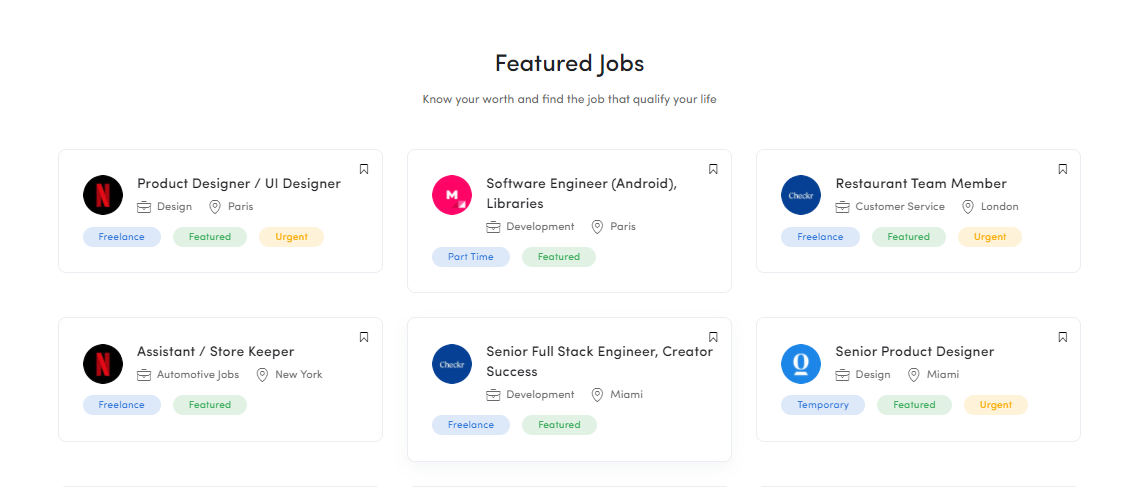 Featured Jobs
Know your worth and find the job that qualify your life
Product Designer / UI Designer
Design Paris
Freelance Featured Urgent
Software Engineer (Android),
Libraries
Development Paris
Part Time Featured
Checkr
Restaurant Team Member
Customer Service London
Freelance Featured Urgent
Assistant / Store Keeper
Automotive Jobs New York
Freelance Featured
Checkr
Senior Full Stack Engineer, Creator
Success
Development Miami
Freelance Featured
Senior Product Designer
Design Miami
Temporary Featured Urgent